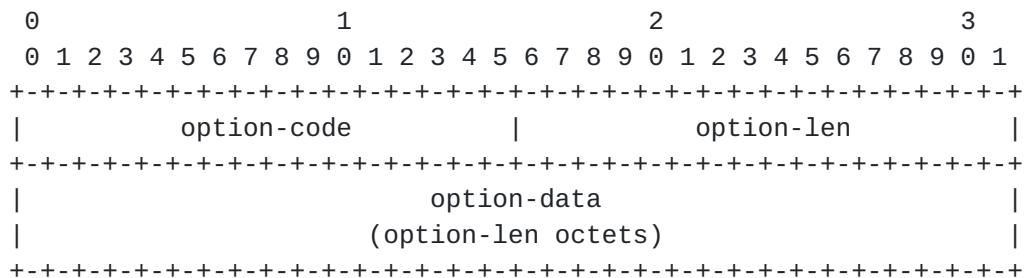 0                   1                   2                   3
0 1 2 3 4 5 6 7 8 9 0 1 2 3 4 5 6 7 8 9 0 1 2 3 4 5 6 7 8 9 0 1
+-+-+-+-+-+-+-+-+-+-+-+-+-+-+-+-+-+-+-+-+-+-+-+-+-+-+-+-+-+-+-+-+
|          option-code          |           option-len          |
+-+-+-+-+-+-+-+-+-+-+-+-+-+-+-+-+-+-+-+-+-+-+-+-+-+-+-+-+-+-+-+-+
|                          option-data                          |
|                      (option-len octets)                      |
+-+-+-+-+-+-+-+-+-+-+-+-+-+-+-+-+-+-+-+-+-+-+-+-+-+-+-+-+-+-+-+-+